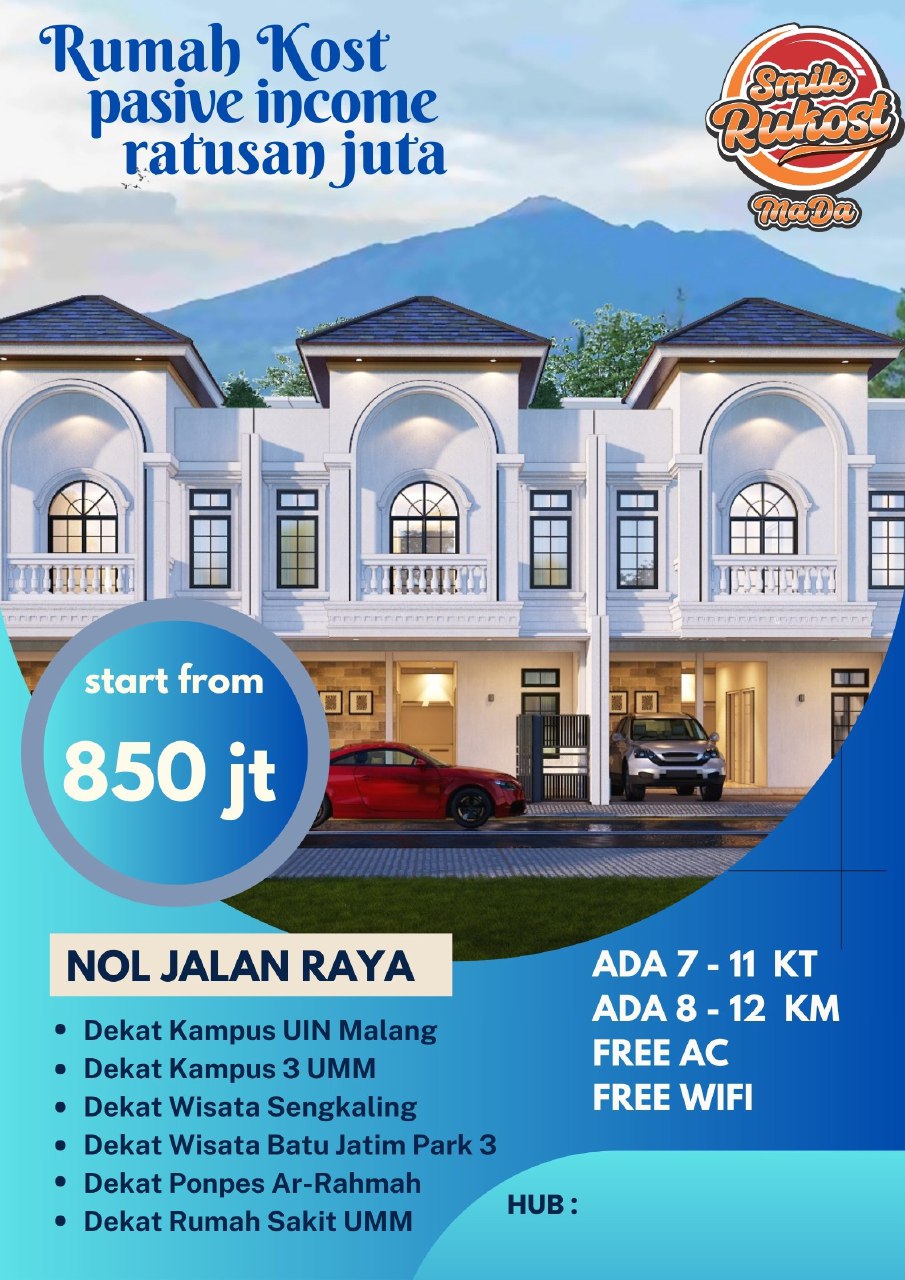 Rumah Kost
pasive income
ratusan juta
Smile
Rukost
MaDa
start from
850 jt
NOL JALAN RAYA
• Dekat Kampus UIN Malang
• Dekat Kampus 3 UMM
• Dekat Wisata Sengkaling
• Dekat Wisata Batu Jatim Park 3
• Dekat Ponpes Ar-Rahmah
• Dekat Rumah Sakit UMM
ADA 7 - 11 KT
ADA 8 - 12 KM
FREE AC
FREE WIFI
HUB :